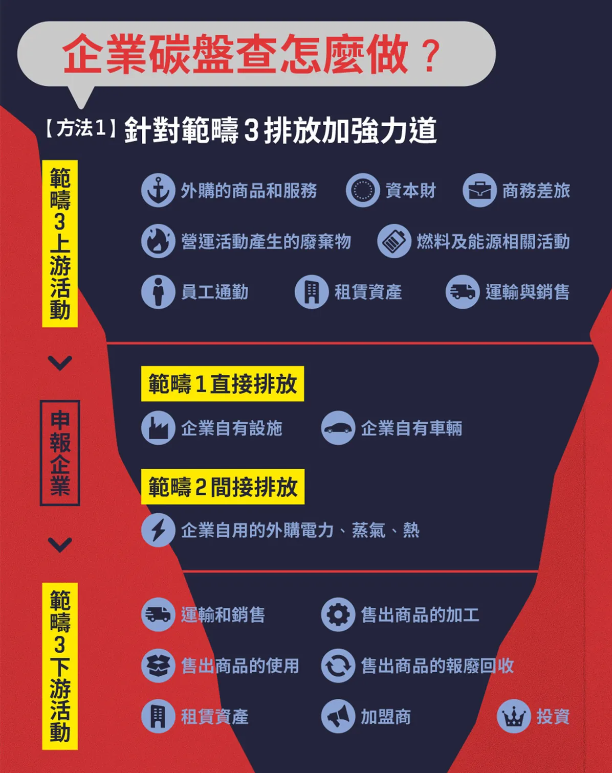 企業碳盤查怎麼做？
【方法1】針對範疇3排放加強力道
範疇3上游活動
外購的商品和服務
資本財
商務差旅
營運活動產生的廢棄物
燃料及能源相關活動
員工通勤
租賃資產
運輸與銷售
申報企業
範疇1直接排放
企業自有設施
企業自有車輛
範疇2間接排放
企業自用的外購電力、蒸氣、熱
範疇3下游活動
運輸和銷售
售出商品的加工
售出商品的使用
售出商品的報廢回收
租賃資產
加盟商
投資